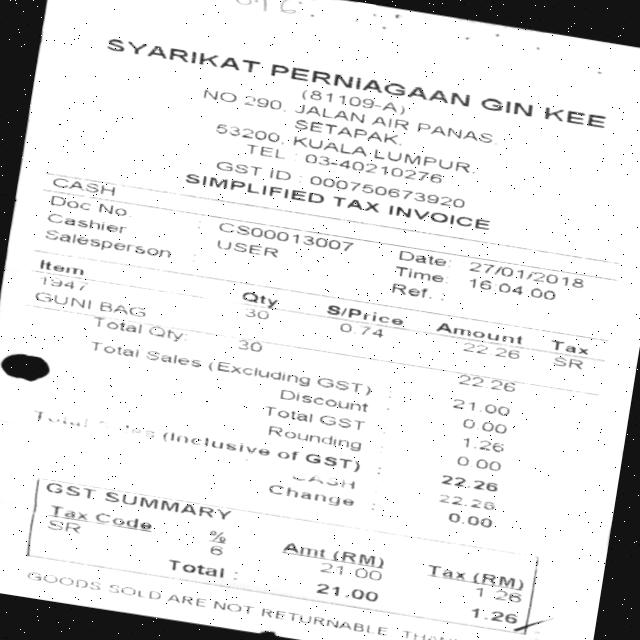 SYARIKAT PERNIAGAAN GIN KEE
(81109-A)
NO 290, JALAN AIR PANAS,
SETAPAK,
53200, KUALA LUMPUR.
TEL : 03-40210276
GST ID : 000750673920
SIMPLIFIED TAX INVOICE
CASH
Doc No : CS00013007 Date: 27/01/2018
Cashier : USER Time: 16:04:00
Salesperson : Ref. :
Item Qty S/Price Amount Tax
1947 30 0.74 22.26 SR
GUNI BAG
Total Qty: 30 22.26
Total Sales (Excluding GST) : 21.00
Discount : 0.00
Total GST : 1.26
Rounding : 0.00
Total Sales (Inclusive of GST) : 22.26
CASH : 22.26
Change : 0.00
GST SUMMARY
Tax Code % Amt (RM) Tax (RM)
SR 6 21.00 1.26
Total : 21.00 1.26
GOODS SOLD ARE NOT RETURNABLE,